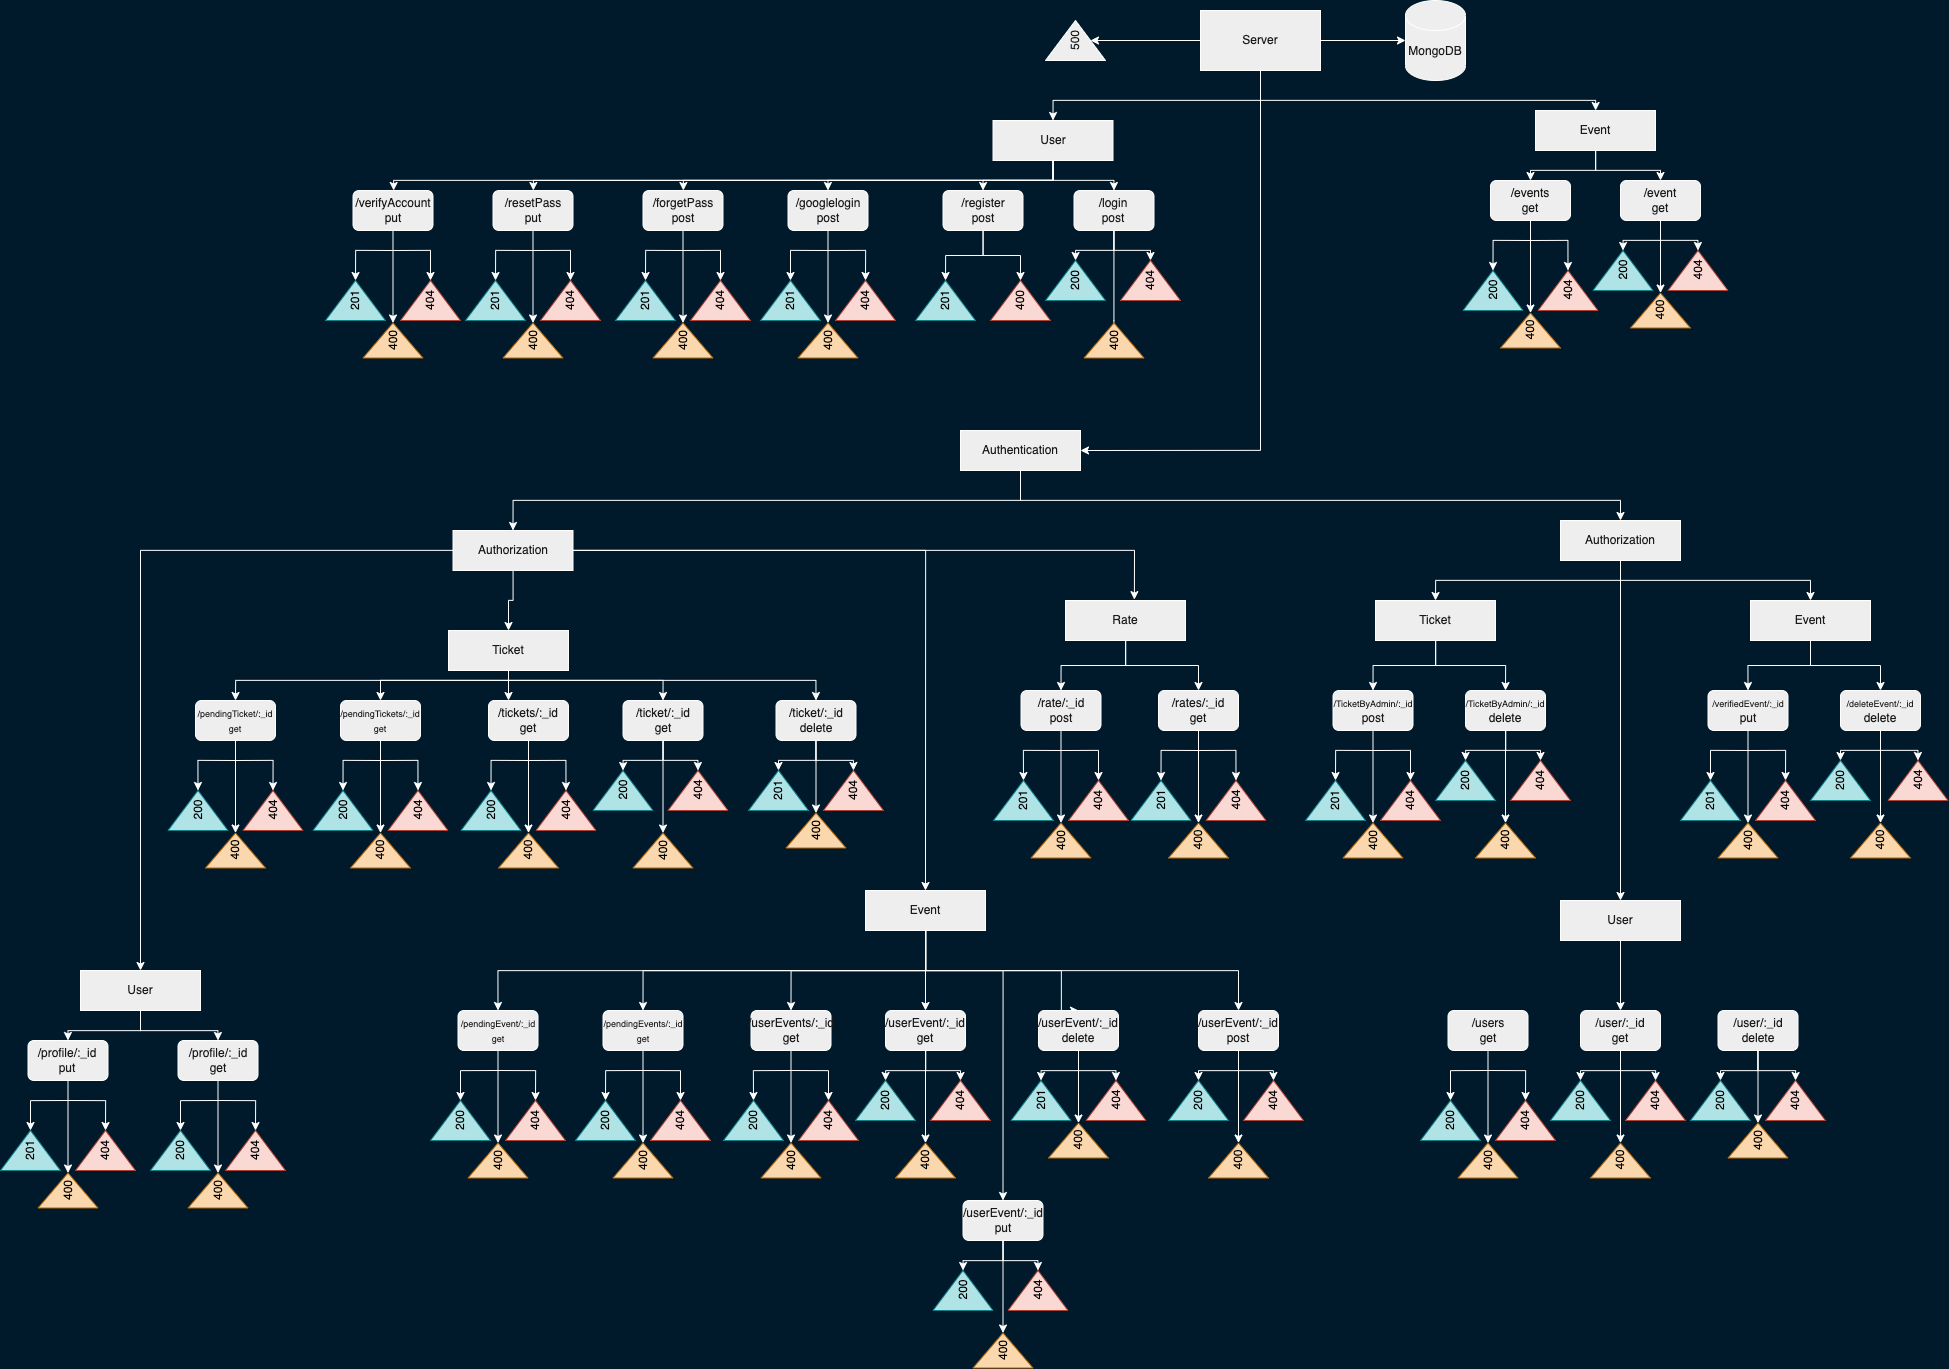 500
Server
MongoDB
User
Event
/verifyAccount
put
/resetPass
put
/forgetPass
post
/googlelogin
post
/register
post
/login
post
/events
get
/event
get
201
404
400
201
404
400
201
404
400
201
404
400
201
400
200
404
400
200
404
400
200
404
400
Authentication
Authorization
Authorization
Ticket
Rate
Ticket
Event
/pendingTicket/:_id
get
/pendingTickets/:_id
get
/tickets/:_id
get
/ticket/:_id
get
/ticket/:_id
delete
/rate/:_id
post
/rates/:_id
get
/TicketByAdmin/:_id
post
/TicketByAdmin/:_id
delete
/verifiedEvent/:_id
put
/deleteEvent/:_id
delete
200
404
400
200
404
400
200
404
400
200
404
400
201
404
400
201
404
400
201
404
400
201
404
400
200
404
400
201
404
400
200
404
400
Event
User
User
/profile/:_id
put
/profile/:_id
get
/pendingEvent/:_id
get
/pendingEvents/:_id
get
/userEvents/:_id
get
/userEvent/:_id
get
/userEvent/:_id
delete
/userEvent/:_id
post
/users
get
/user/:_id
get
/user/:_id
delete
201
404
400
200
404
400
200
404
400
200
404
400
200
404
400
200
404
400
201
404
400
200
404
400
200
404
400
200
404
400
200
404
400
/userEvent/:_id
put
200
404
400